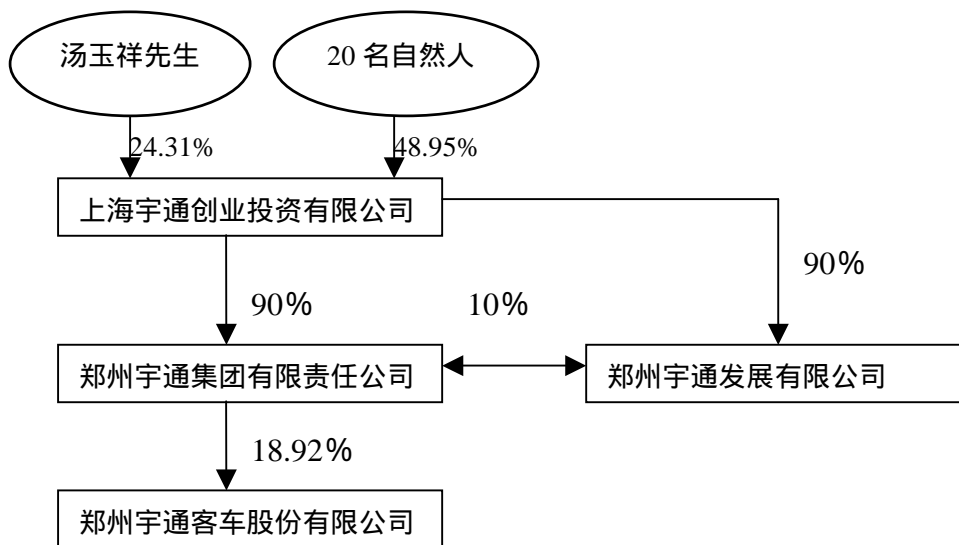 汤玉祥先生
20 名自然人
24.31%
48.95%
上海宇通创业投资有限公司
90%
90%
10%
郑州宇通集团有限责任公司
郑州宇通发展有限公司
18.92%
郑州宇通客车股份有限公司